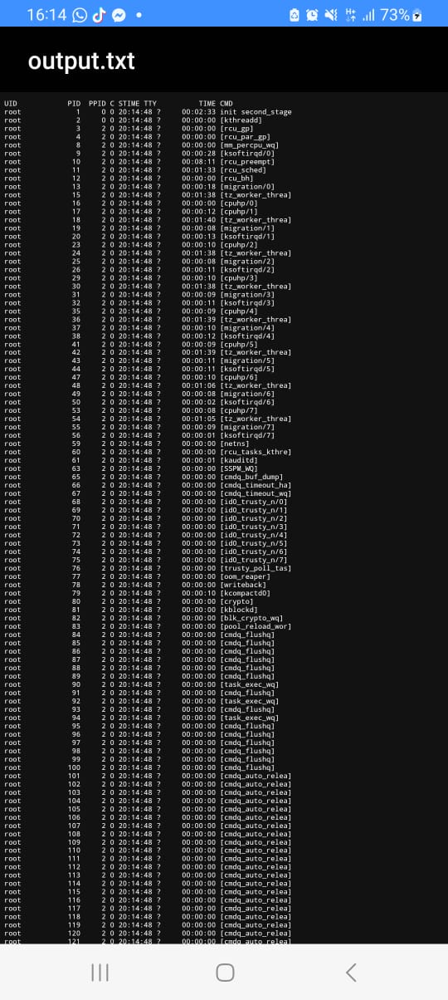 16:14 H+ 73%
output.txt
UID PID PPID C STIME TTY TIME CMD
root 1 0 0 20:14:48 ? 00:02:33 init second_stage
root 2 0 0 20:14:48 ? 00:00:00 [kthreadd]
root 3 2 0 20:14:48 ? 00:00:00 [rcu_gp]
root 4 2 0 20:14:48 ? 00:00:00 [rcu_par_gp]
root 8 2 0 20:14:48 ? 00:00:00 [mm_percpu_wq]
root 9 2 0 20:14:48 ? 00:00:28 [ksoftirqd/0]
root 10 2 0 20:14:48 ? 00:08:11 [rcu_preempt]
root 11 2 0 20:14:48 ? 00:01:33 [rcu_sched]
root 12 2 0 20:14:48 ? 00:00:00 [rcu_bh]
root 13 2 0 20:14:48 ? 00:00:18 [migration/0]
root 15 2 0 20:14:48 ? 00:01:38 [tz_worker_threa]
root 16 2 0 20:14:48 ? 00:00:00 [cpuhp/0]
root 17 2 0 20:14:48 ? 00:00:12 [cpuhp/1]
root 18 2 0 20:14:48 ? 00:01:40 [tz_worker_threa]
root 19 2 0 20:14:48 ? 00:00:08 [migration/1]
root 20 2 0 20:14:48 ? 00:00:13 [ksoftirqd/1]
root 23 2 0 20:14:48 ? 00:00:10 [cpuhp/2]
root 24 2 0 20:14:48 ? 00:01:38 [tz_worker_threa]
root 25 2 0 20:14:48 ? 00:00:08 [migration/2]
root 26 2 0 20:14:48 ? 00:00:11 [ksoftirqd/2]
root 29 2 0 20:14:48 ? 00:00:10 [cpuhp/3]
root 30 2 0 20:14:48 ? 00:01:38 [tz_worker_threa]
root 31 2 0 20:14:48 ? 00:00:09 [migration/3]
root 32 2 0 20:14:48 ? 00:00:11 [ksoftirqd/3]
root 35 2 0 20:14:48 ? 00:00:09 [cpuhp/4]
root 36 2 0 20:14:48 ? 00:01:39 [tz_worker_threa]
root 37 2 0 20:14:48 ? 00:00:10 [migration/4]
root 38 2 0 20:14:48 ? 00:00:12 [ksoftirqd/4]
root 41 2 0 20:14:48 ? 00:00:09 [cpuhp/5]
root 42 2 0 20:14:48 ? 00:01:39 [tz_worker_threa]
root 43 2 0 20:14:48 ? 00:00:11 [migration/5]
root 44 2 0 20:14:48 ? 00:00:11 [ksoftirqd/5]
root 47 2 0 20:14:48 ? 00:00:10 [cpuhp/6]
root 48 2 0 20:14:48 ? 00:01:06 [tz_worker_threa]
root 49 2 0 20:14:48 ? 00:00:08 [migration/6]
root 50 2 0 20:14:48 ? 00:00:02 [ksoftirqd/6]
root 53 2 0 20:14:48 ? 00:00:08 [cpuhp/7]
root 54 2 0 20:14:48 ? 00:01:05 [tz_worker_threa]
root 55 2 0 20:14:48 ? 00:00:09 [migration/7]
root 56 2 0 20:14:48 ? 00:00:01 [ksoftirqd/7]
root 59 2 0 20:14:48 ? 00:00:00 [netns]
root 60 2 0 20:14:48 ? 00:00:00 [rcu_tasks_kthre]
root 61 2 0 20:14:48 ? 00:00:01 [kauditd]
root 63 2 0 20:14:48 ? 00:00:00 [SSPM_WQ]
root 65 2 0 20:14:48 ? 00:00:00 [cmdq_buf_dump]
root 66 2 0 20:14:48 ? 00:00:00 [cmdq_timeout_ha]
root 67 2 0 20:14:48 ? 00:00:00 [cmdq_timeout_wq]
root 68 2 0 20:14:48 ? 00:00:00 [id0_trusty_n/0]
root 69 2 0 20:14:48 ? 00:00:00 [id0_trusty_n/1]
root 70 2 0 20:14:48 ? 00:00:00 [id0_trusty_n/2]
root 71 2 0 20:14:48 ? 00:00:00 [id0_trusty_n/3]
root 72 2 0 20:14:48 ? 00:00:00 [id0_trusty_n/4]
root 73 2 0 20:14:48 ? 00:00:00 [id0_trusty_n/5]
root 74 2 0 20:14:48 ? 00:00:00 [id0_trusty_n/6]
root 75 2 0 20:14:48 ? 00:00:00 [id0_trusty_n/7]
root 76 2 0 20:14:48 ? 00:00:00 [trusty_poll_tas]
root 77 2 0 20:14:48 ? 00:00:00 [oom_reaper]
root 78 2 0 20:14:48 ? 00:00:00 [writeback]
root 79 2 0 20:14:48 ? 00:00:10 [kcompactd0]
root 80 2 0 20:14:48 ? 00:00:00 [crypto]
root 81 2 0 20:14:48 ? 00:00:00 [kblockd]
root 82 2 0 20:14:48 ? 00:00:00 [blk_crypto_wq]
root 83 2 0 20:14:48 ? 00:00:00 [pool_reload_wor]
root 84 2 0 20:14:48 ? 00:00:00 [cmdq_flushq]
root 85 2 0 20:14:48 ? 00:00:00 [cmdq_flushq]
root 86 2 0 20:14:48 ? 00:00:00 [cmdq_flushq]
root 87 2 0 20:14:48 ? 00:00:00 [cmdq_flushq]
root 88 2 0 20:14:48 ? 00:00:00 [cmdq_flushq]
root 89 2 0 20:14:48 ? 00:00:00 [cmdq_flushq]
root 90 2 0 20:14:48 ? 00:00:00 [task_exec_wq]
root 91 2 0 20:14:48 ? 00:00:00 [cmdq_flushq]
root 92 2 0 20:14:48 ? 00:00:00 [task_exec_wq]
root 93 2 0 20:14:48 ? 00:00:00 [cmdq_flushq]
root 94 2 0 20:14:48 ? 00:00:00 [task_exec_wq]
root 95 2 0 20:14:48 ? 00:00:00 [cmdq_flushq]
root 96 2 0 20:14:48 ? 00:00:00 [cmdq_flushq]
root 97 2 0 20:14:48 ? 00:00:00 [cmdq_flushq]
root 98 2 0 20:14:48 ? 00:00:00 [cmdq_flushq]
root 99 2 0 20:14:48 ? 00:00:00 [cmdq_flushq]
root 100 2 0 20:14:48 ? 00:00:00 [cmdq_flushq]
root 101 2 0 20:14:48 ? 00:00:00 [cmdq_auto_relea]
root 102 2 0 20:14:48 ? 00:00:00 [cmdq_auto_relea]
root 103 2 0 20:14:48 ? 00:00:00 [cmdq_auto_relea]
root 104 2 0 20:14:48 ? 00:00:00 [cmdq_auto_relea]
root 105 2 0 20:14:48 ? 00:00:00 [cmdq_auto_relea]
root 106 2 0 20:14:48 ? 00:00:00 [cmdq_auto_relea]
root 107 2 0 20:14:48 ? 00:00:00 [cmdq_auto_relea]
root 108 2 0 20:14:48 ? 00:00:00 [cmdq_auto_relea]
root 109 2 0 20:14:48 ? 00:00:00 [cmdq_auto_relea]
root 110 2 0 20:14:48 ? 00:00:00 [cmdq_auto_relea]
root 111 2 0 20:14:48 ? 00:00:00 [cmdq_auto_relea]
root 112 2 0 20:14:48 ? 00:00:00 [cmdq_auto_relea]
root 113 2 0 20:14:48 ? 00:00:00 [cmdq_auto_relea]
root 114 2 0 20:14:48 ? 00:00:00 [cmdq_auto_relea]
root 115 2 0 20:14:48 ? 00:00:00 [cmdq_auto_relea]
root 116 2 0 20:14:48 ? 00:00:00 [cmdq_auto_relea]
root 117 2 0 20:14:48 ? 00:00:00 [cmdq_auto_relea]
root 118 2 0 20:14:48 ? 00:00:00 [cmdq_auto_relea]
root 119 2 0 20:14:48 ? 00:00:00 [cmdq_auto_relea]
root 120 2 0 20:14:48 ? 00:00:00 [cmdq_auto_relea]
root 121 2 0 20:14:48 ? 00:00:00 [cmdq_auto_relea]